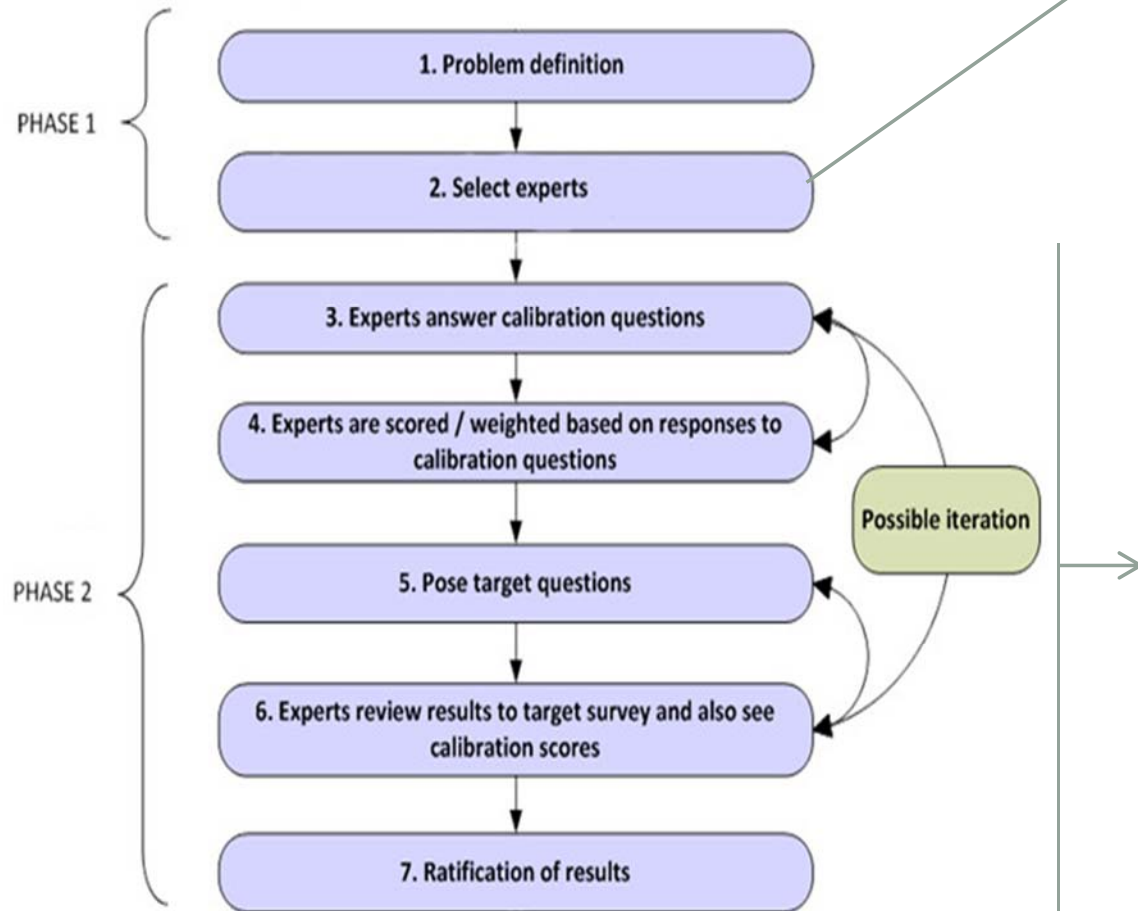 1. Problem definition
PHASE 1
2. Select experts
3. Experts answer calibration questions
4. Experts are scored / weighted based on responses to
calibration questions
Possible iteration
5. Pose target questions
PHASE 2
6. Experts review results to target survey and also see
calibration scores
7. Ratification of results